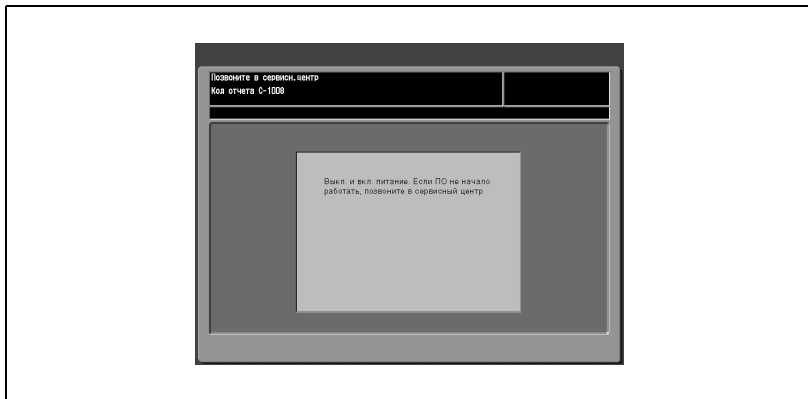 Позвоните в сервисн.центр
Код отчета C-1008
Выкл. и вкл. питание. Если ПО не начало
работать, позвоните в сервисный центр